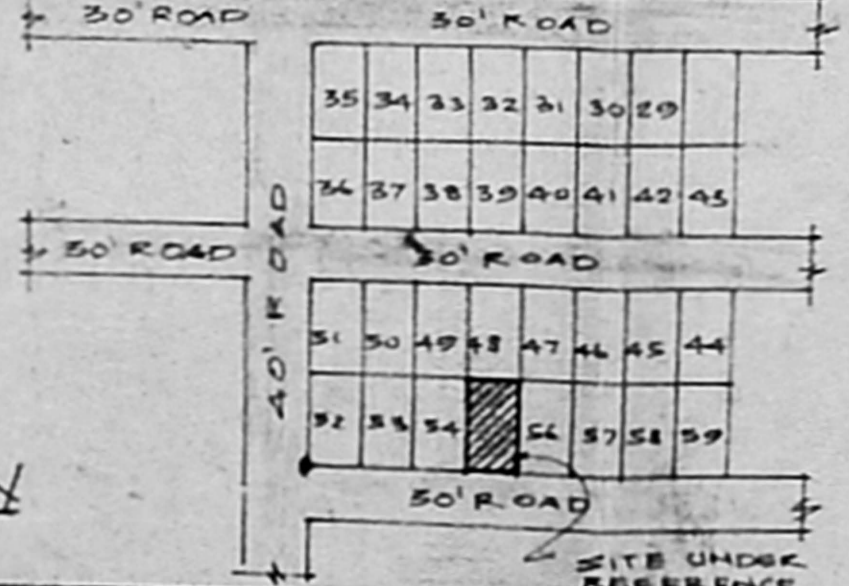 30' ROAD 30' ROAD
35 34 33 32 31 30 29
36 37 38 39 40 41 42 43
40' ROAD
30' ROAD 30' ROAD
51 50 49 48 47 46 45 44
52 53 54 56 57 58 59
30' ROAD
SITE UNDER
REFERENCE